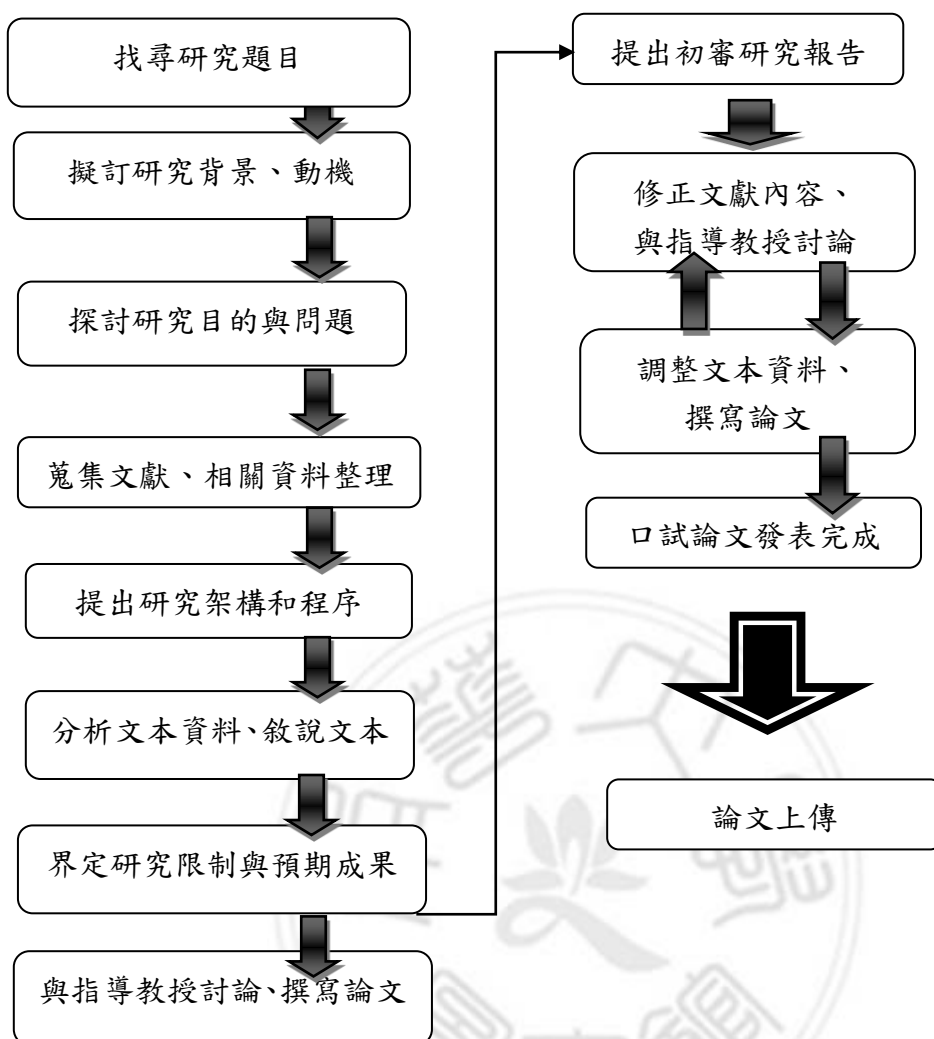 找尋研究題目
擬訂研究背景、動機
探討研究目的與問題
蒐集文獻、相關資料整理
提出研究架構和程序
分析文本資料、敘說文本
界定研究限制與預期成果
與指導教授討論、撰寫論文
提出初審研究報告
修正文獻內容、
與指導教授討論
調整文本資料、
撰寫論文
口試論文發表完成
論文上傳